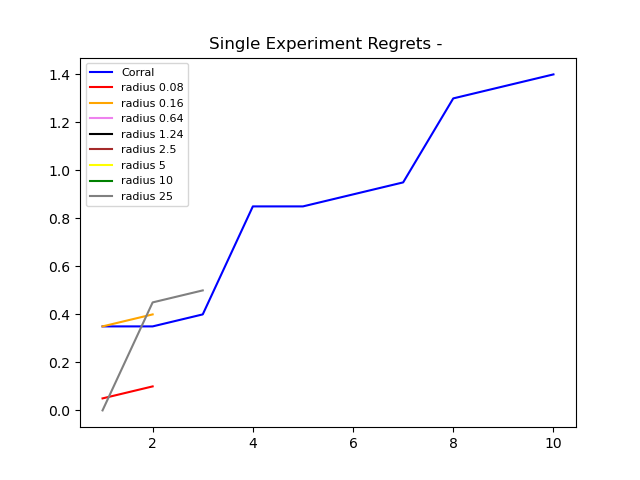 Single Experiment Regrets -
Corral
radius 0.08
radius 0.16
radius 0.64
radius 1.24
radius 2.5
radius 5
radius 10
radius 25
1.4
1.2
1.0
0.8
0.6
0.4
0.2
0.0
2 4 6 8 10